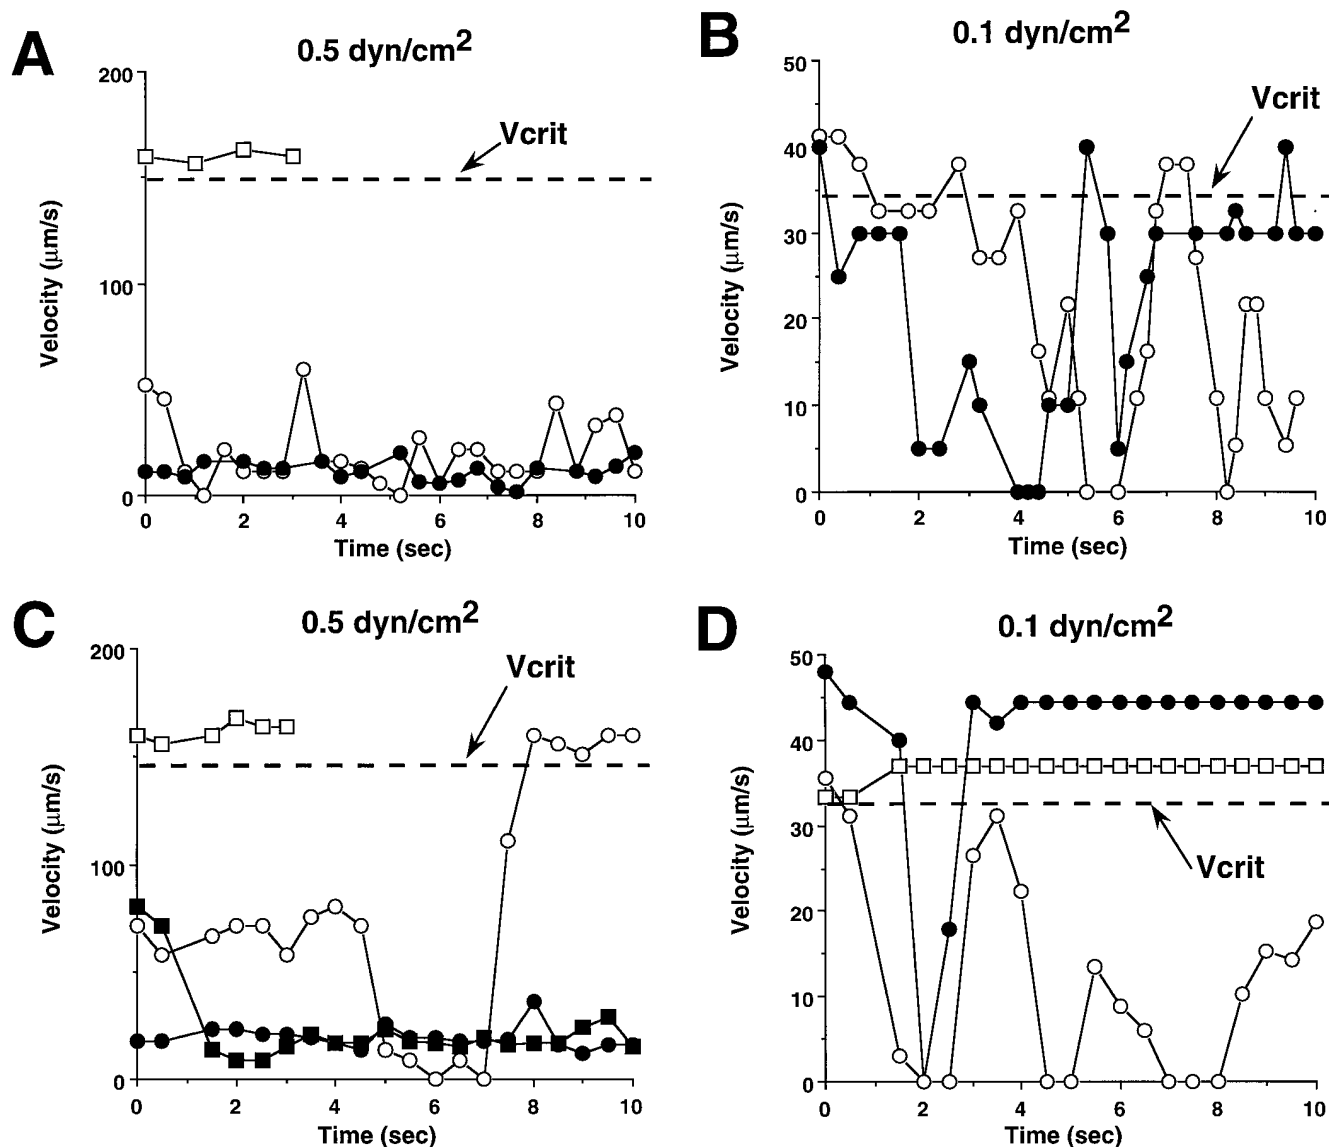 A
0.5 dyn/cm2
200
100
0
Velocity (μm/s)
Vcrit
0 2 4 6 8 10
Time (sec)
B
0.1 dyn/cm2
50
40
30
20
10
0
Velocity (μm/s)
Vcrit
0 2 4 6 8 10
Time (sec)
C
0.5 dyn/cm2
200
100
0
Velocity (μm/s)
Vcrit
0 2 4 6 8 10
Time (sec)
D
0.1 dyn/cm2
50
40
30
20
10
0
Velocity (μm/s)
Vcrit
0 2 4 6 8 10
Time (sec)